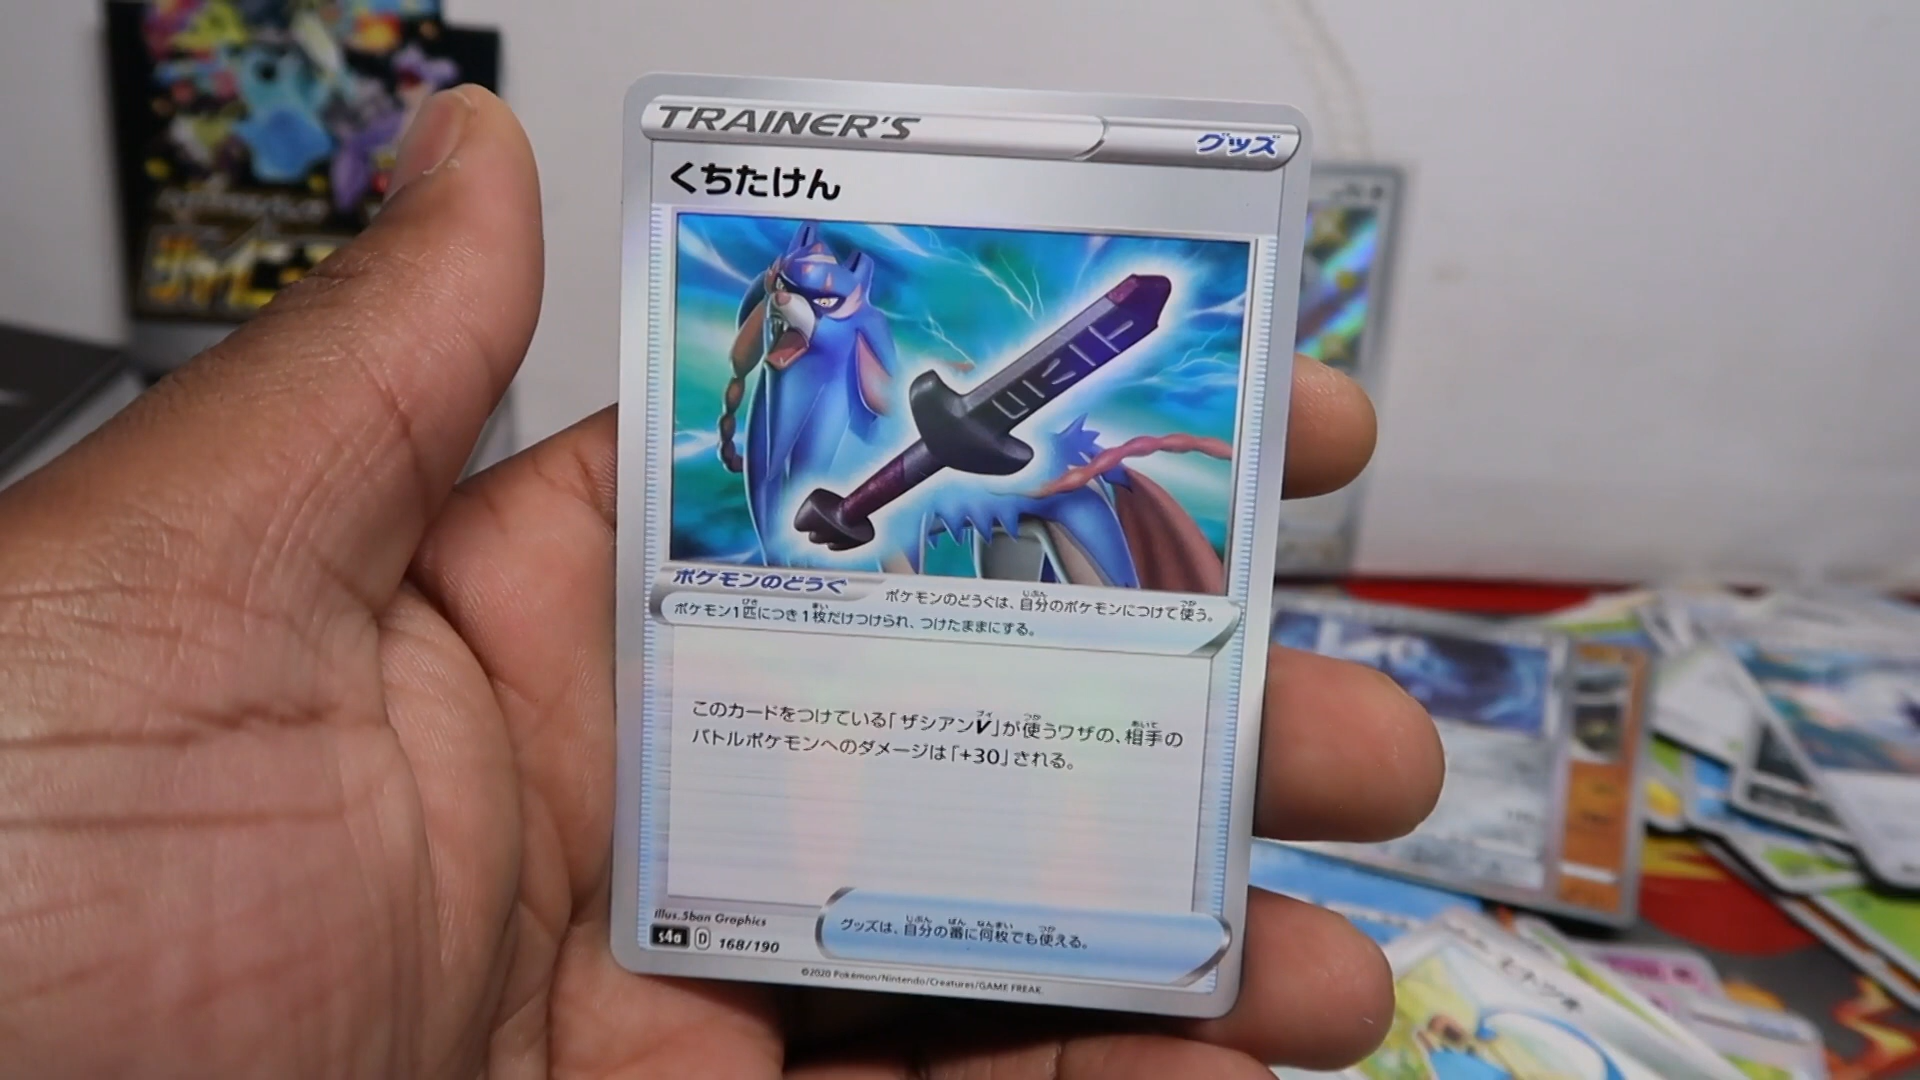 TRAINER'S
グッズ
くちたけん
ポケモンのどうぐ
ポケモンのどうぐは、自分のポケモンにつけて使う。
ポケモン1匹につき1枚だけつけられ、つけたままにする。
このカードをつけている「ザシアンV」が使うワザの、相手の
バトルポケモンへのダメージは「+30」される。
Illus. 5ban Graphics
s4a D 168/190
グッズは、自分の番に何枚でも使える。
©2020 Pokémon/Nintendo/Creatures/GAME FREAK.